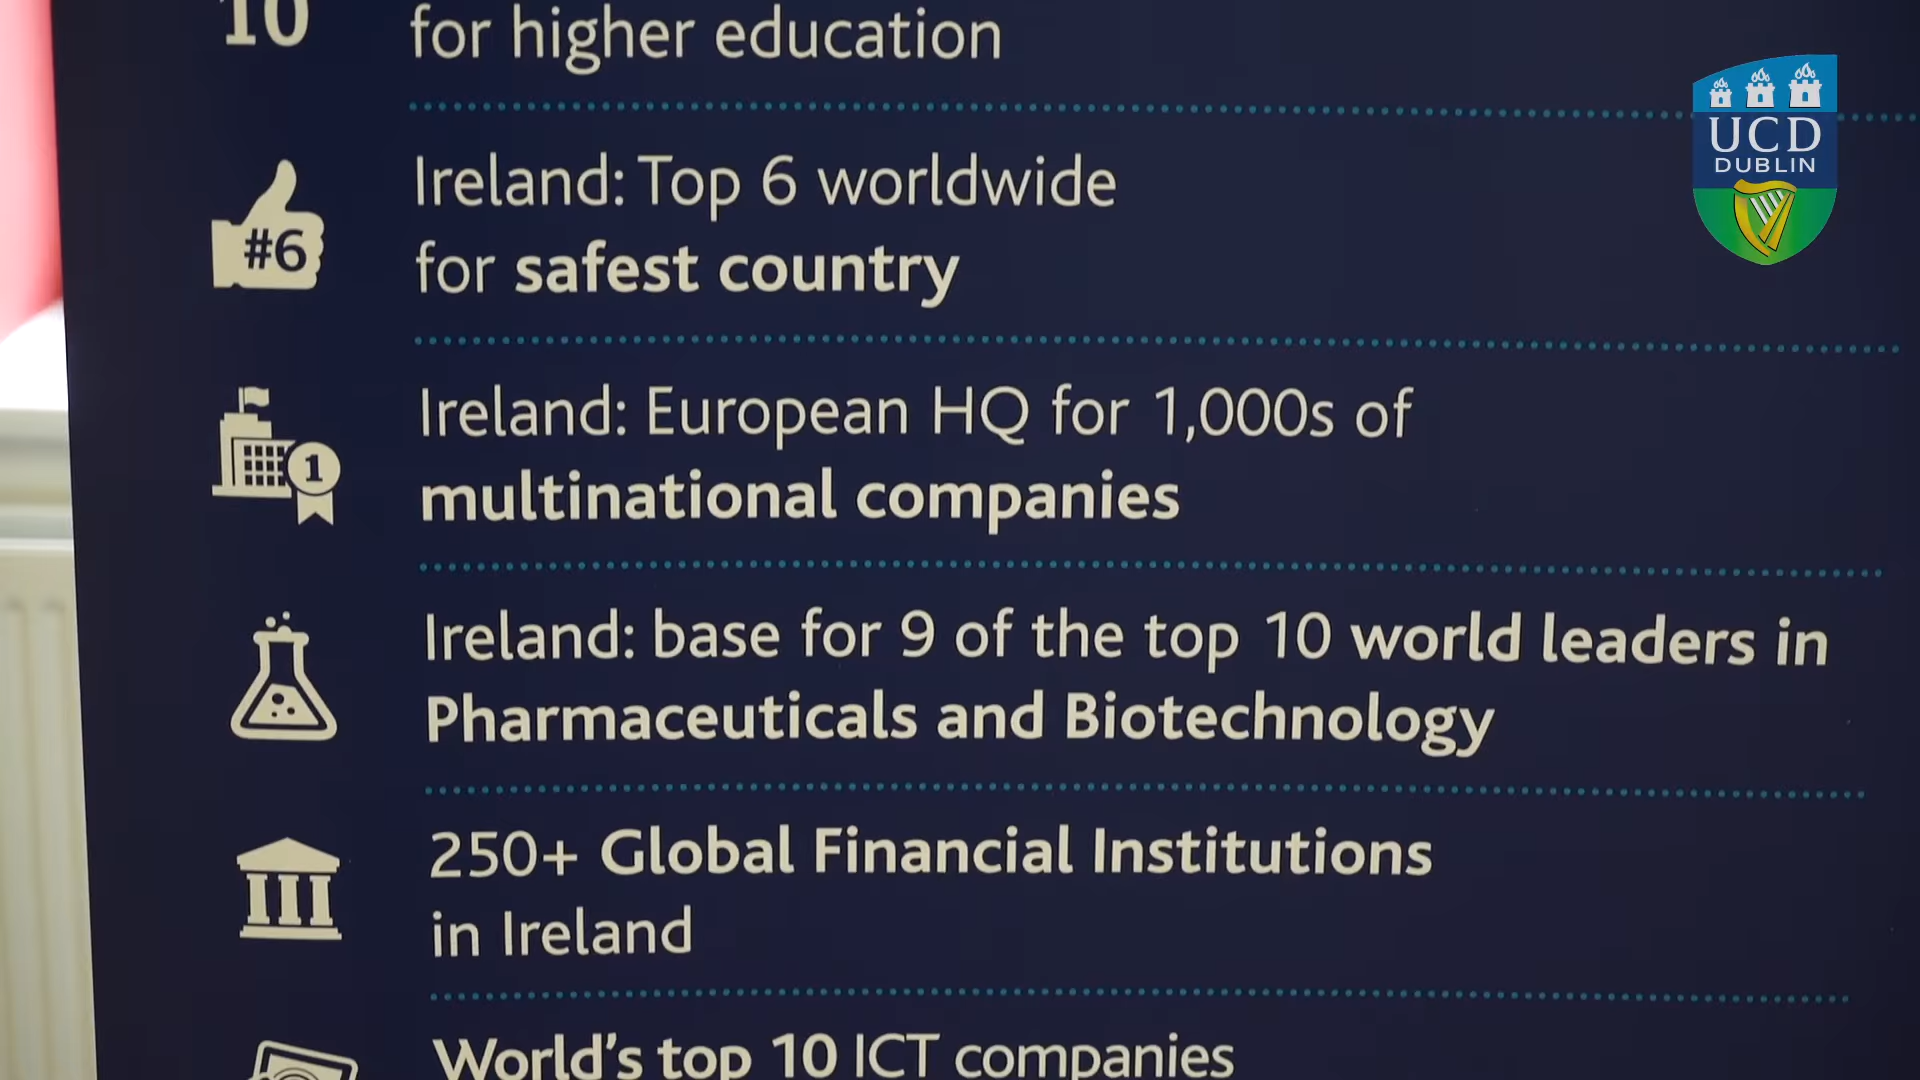 10
for higher education
#6
Ireland: Top 6 worldwide
for safest country
1
Ireland: European HQ for 1,000s of
multinational companies
Ireland: base for 9 of the top 10 world leaders in
Pharmaceuticals and Biotechnology
250+ Global Financial Institutions
in Ireland
World's top 10 ICT companies
UCD
DUBLIN